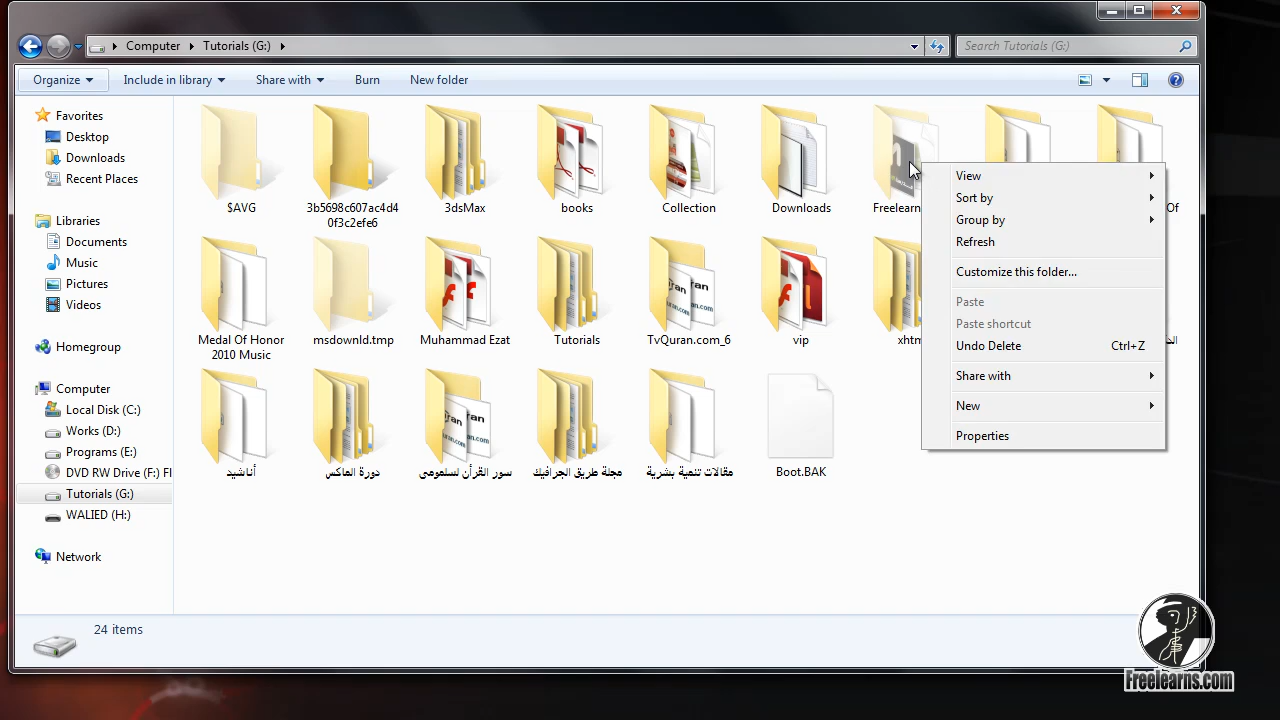 Computer
Tutorials (G:)
Search Tutorials (G:)
Organize
Include in library
Share with
Burn
New folder
Favorites
Desktop
Downloads
Recent Places
Libraries
Documents
Music
Pictures
Videos
Homegroup
Computer
Local Disk (C:)
Works (D:)
Programs (E:)
DVD RW Drive (F:) Fl
Tutorials (G:)
WALIED (H:)
Network
$AVG
3b5698c607ac4d4
0f3c2efe6
3dsMax
books
Collection
Downloads
Freelearn
Of
Medal Of Honor
2010 Music
msdownld.tmp
Muhammad Ezat
Tutorials
TvQuran.com_6
vip
xhtm
أناشيد
دورة العاكس
سور القرأن لسلمومى
مجلة طريق الجرافيك
مقالات تنمية بشرية
Boot.BAK
View
Sort by
Group by
Refresh
Customize this folder...
Paste
Paste shortcut
Undo Delete Ctrl+Z
Share with
New
Properties
24 items
Freelearns.com